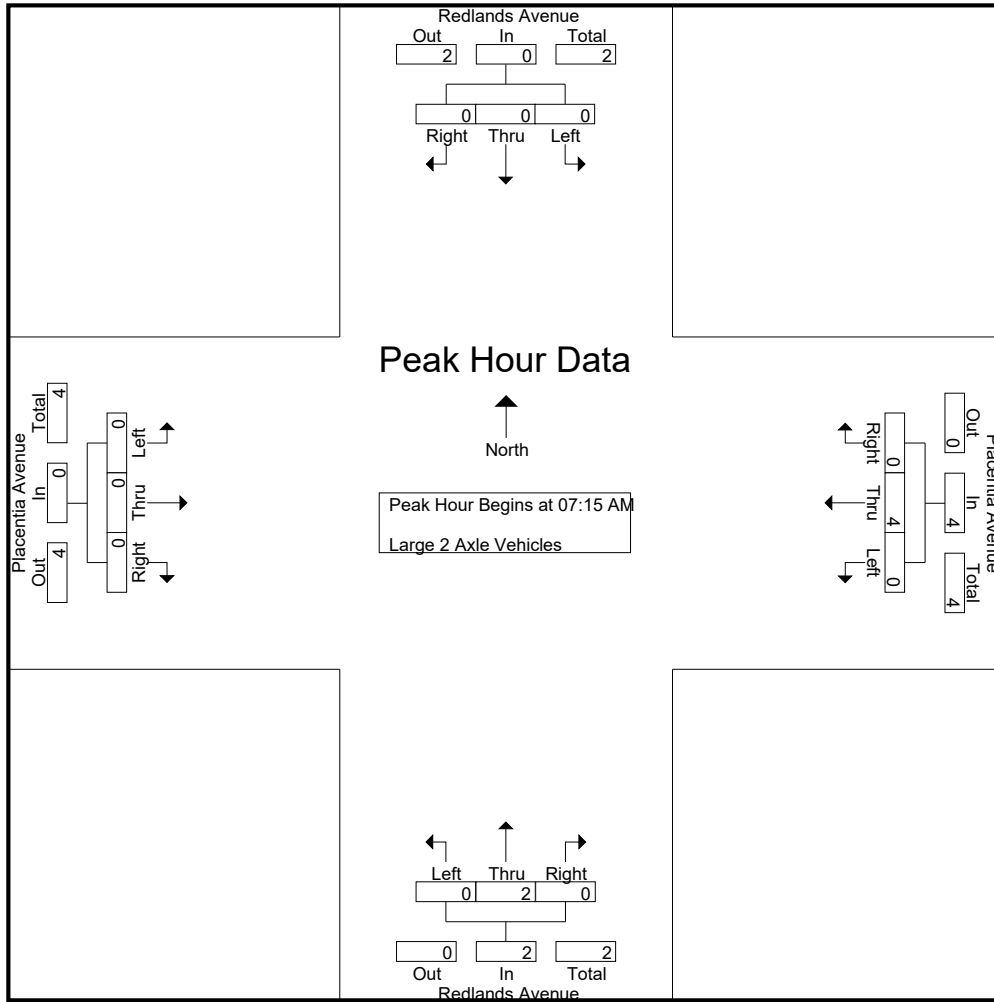 Redlands Avenue
Out In Total
2 0 2
0 0 0
Right Thru Left
Peak Hour Data
North
Peak Hour Begins at 07:15 AM
Large 2 Axle Vehicles
Placentia Avenue
Out In Total
4 0 4
0 0 0
Right Thru Left
Placentia Avenue
Out In Total
0 4 4
0 4 0
Right Thru Left
Left Thru Right
0 2 0
0 2 2
Out In Total
Redlands Avenue